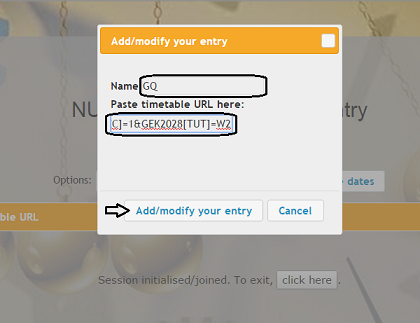 Add/modify your entry
NU
try
Name GQ
Paste timetable URL here:
C]=1&GEK2028[TUT]=W2
Options:
e dates
Add/modify your entry
Cancel
ble URL
Session initialised/joined. To exit, click here .